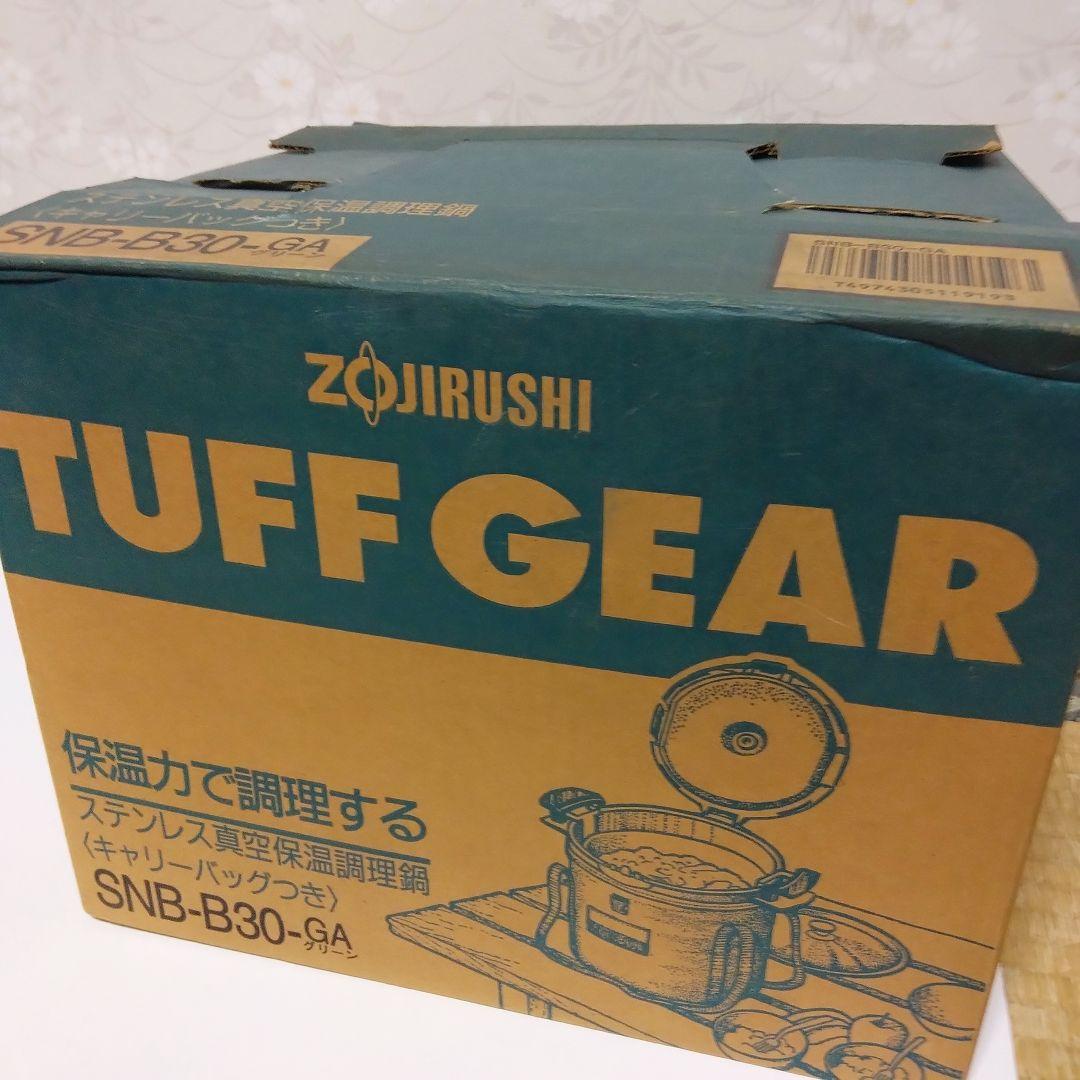 ステンレス真空保温調理鍋
〈キャリーバッグつき〉
SNB-B30-GA
グリーン
SNB-B30-GA
T4974305119193
ZOJIRUSHI
TUFF GEAR
保温力で調理する
ステンレス真空保温調理鍋
〈キャリーバッグつき〉
SNB-B30-GA
グリーン